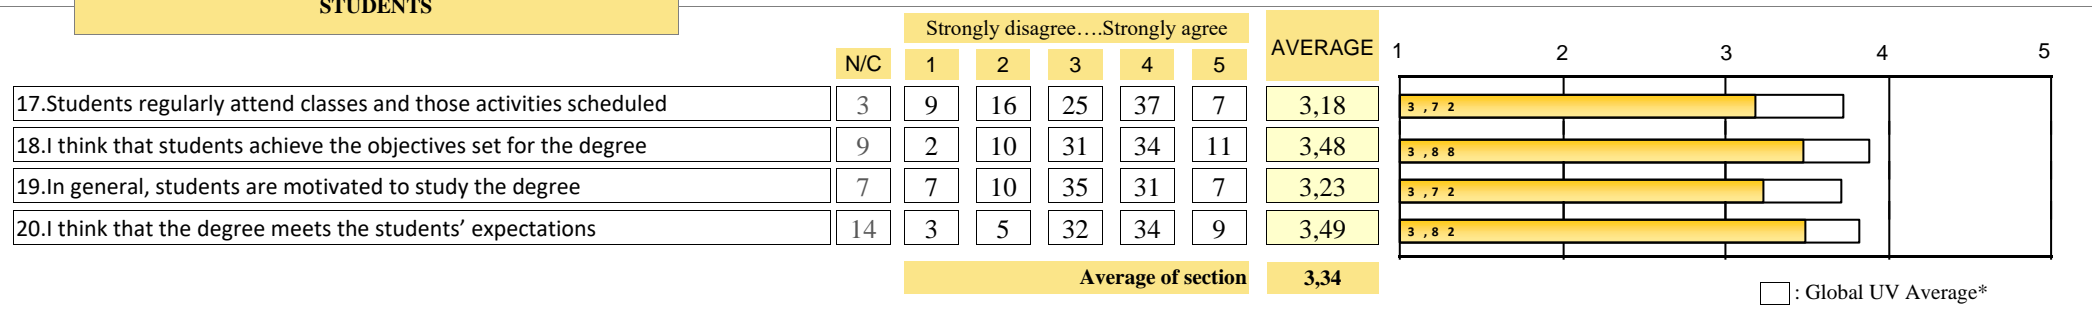 STUDENTS
Strongly disagree….Strongly agree
AVERAGE
N/C 1 2 3 4 5
1 2 3 4 5
17.Students regularly attend classes and those activities scheduled 3 9 16 25 37 7 3,18 3,72
18.I think that students achieve the objectives set for the degree 9 2 10 31 34 11 3,48 3,88
19.In general, students are motivated to study the degree 7 7 10 35 31 7 3,23 3,72
20.I think that the degree meets the students’ expectations 14 3 5 32 34 9 3,49 3,82
Average of section 3,34
: Global UV Average*